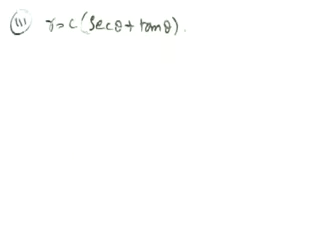 (III) r = c (Secθ + tanθ).